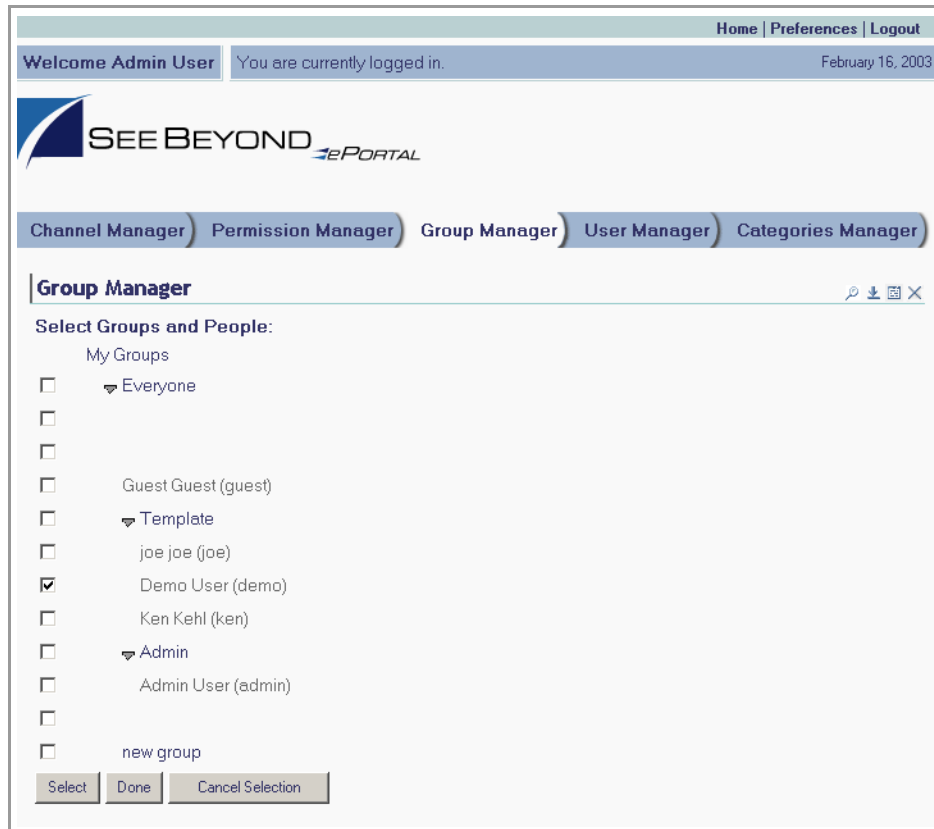 Home | Preferences | Logout
Welcome Admin User You are currently logged in. February 16, 2003
SEEBEYOND ePORTAL
Channel Manager Permission Manager Group Manager User Manager Categories Manager
Group Manager
Select Groups and People:
My Groups
Everyone
Guest Guest (guest)
Template
joe joe (joe)
Demo User (demo)
Ken Kehl (ken)
Admin
Admin User (admin)
new group
Select Done Cancel Selection